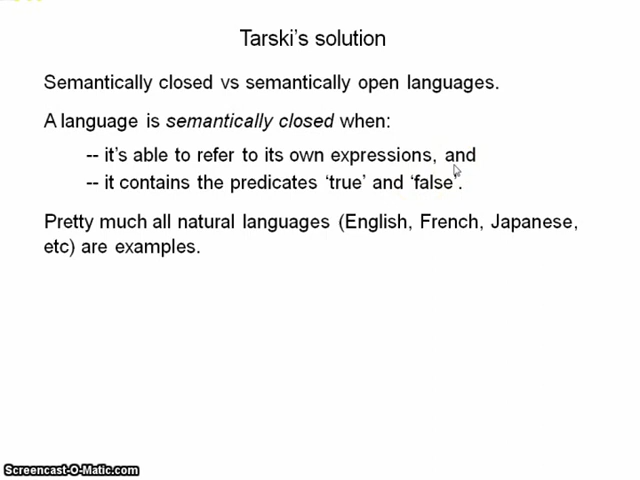 Tarski's solution
Semantically closed vs semantically open languages.
A language is semantically closed when:
-- it's able to refer to its own expressions, and
-- it contains the predicates ‘true’ and ‘false’.
Pretty much all natural languages (English, French, Japanese,
etc) are examples.
Screencast-O-Matic.com